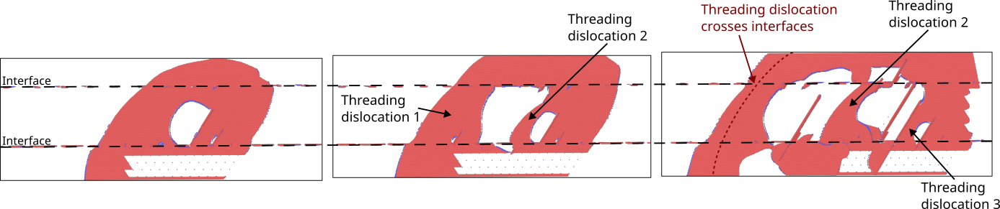 Interface
Interface
Threading
dislocation 1
Threading
dislocation 2
Threading dislocation
crosses interfaces
Threading
dislocation 2
Threading
dislocation 3